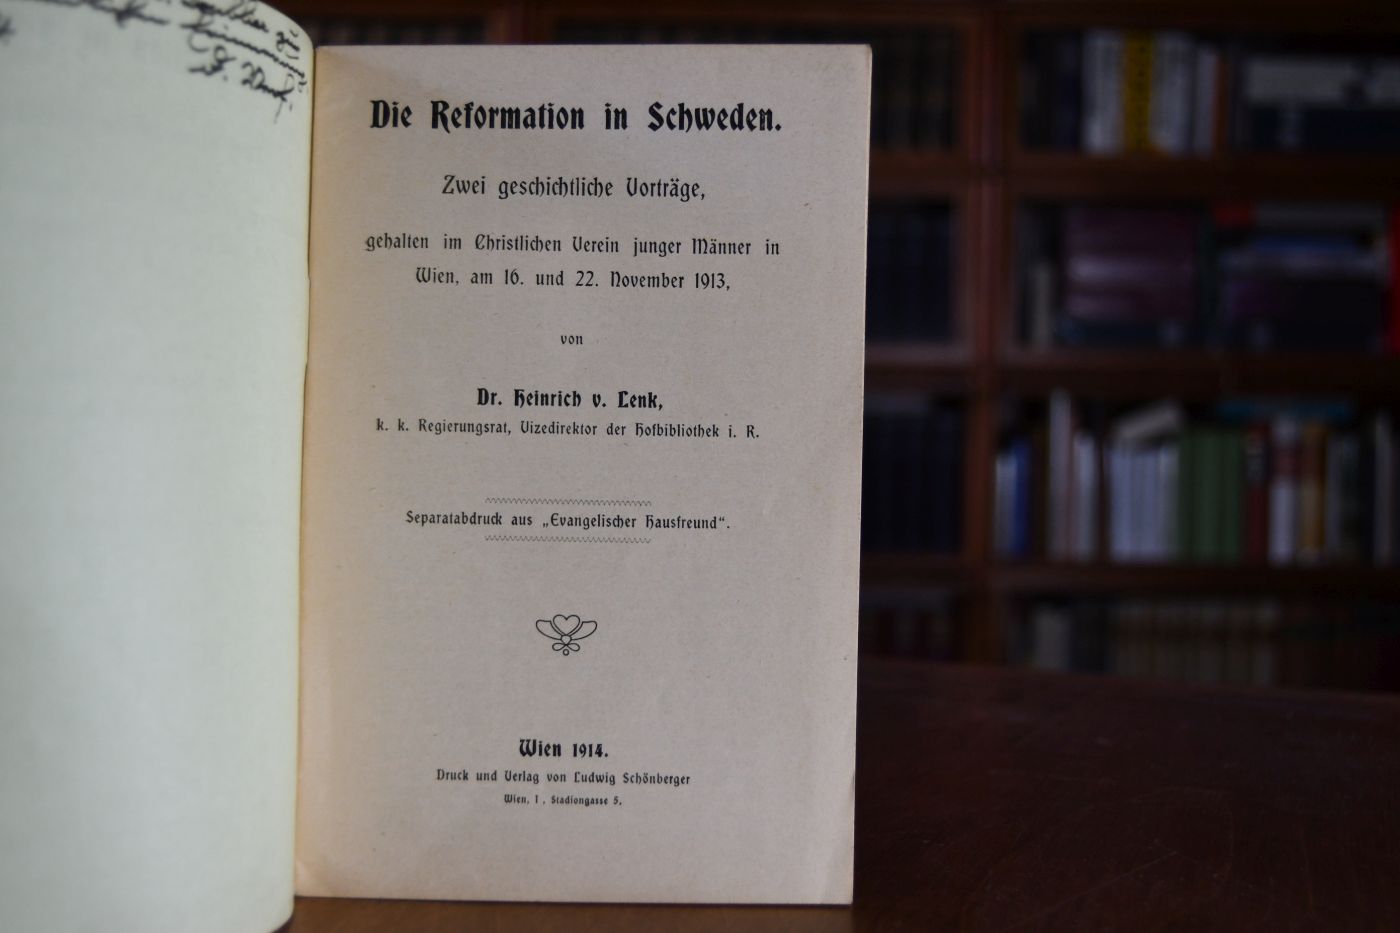 Die Reformation in Schweden.
Zwei geschichtliche Vorträge,
gehalten im Christlichen Verein junger Männer in
Wien, am 16. und 22. November 1913,
von
Dr. Heinrich v. Lenk,
k. k. Regierungsrat, Vizedirektor der Hofbibliothek i. R.
Separatabdruck aus „Evangelischer Hausfreund“.
Wien 1914.
Druck und Verlag von Ludwig Schönberger
Wien, I., Stadiongasse 5.